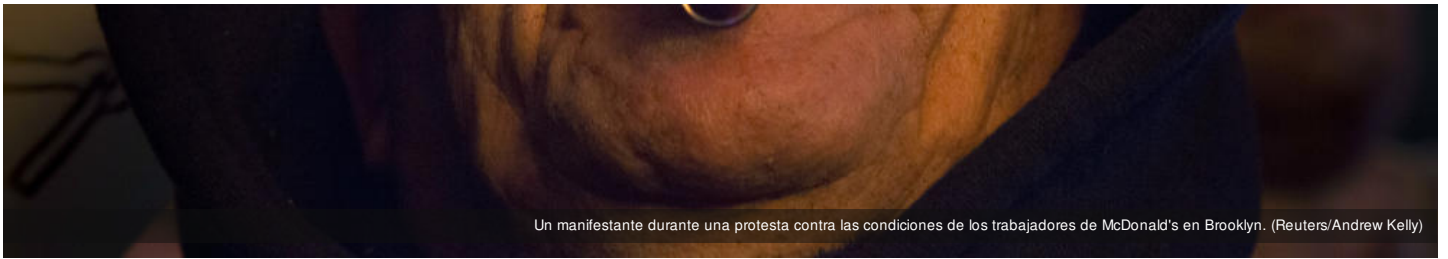 Un manifestante durante una protesta contra las condiciones de los trabajadores de McDonald's en Brooklyn. (Reuters/Andrew Kelly)